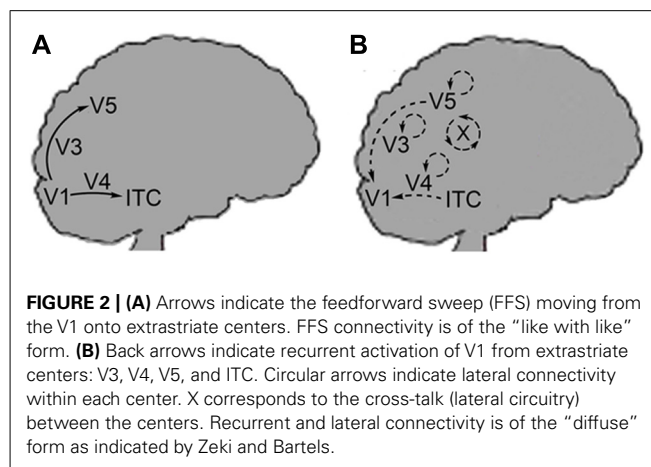 A
B
V5
V3
V4
V1
ITC
V5
X
V3
V4
V1
ITC
FIGURE 2 | (A) Arrows indicate the feedforward sweep (FFS) moving from
the V1 onto extrastriate centers. FFS connectivity is of the “like with like”
form. (B) Back arrows indicate recurrent activation of V1 from extrastriate
centers: V3, V4, V5, and ITC. Circular arrows indicate lateral connectivity
within each center. X corresponds to the cross-talk (lateral circuitry)
between the centers. Recurrent and lateral connectivity is of the “diffuse”
form as indicated by Zeki and Bartels.